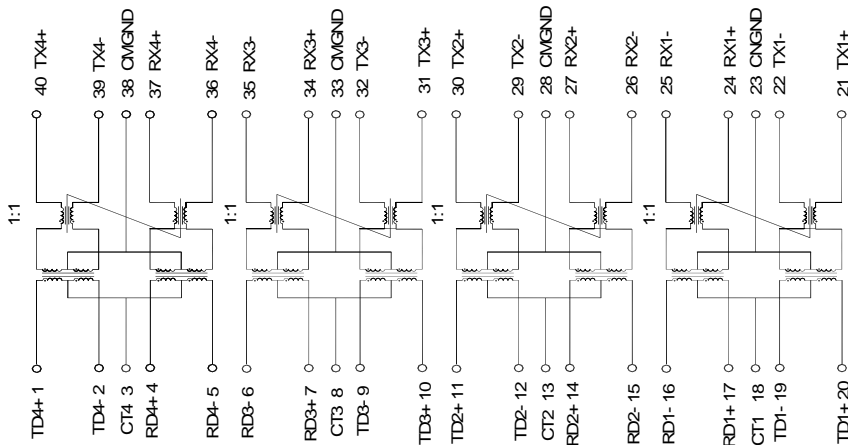 40 TX4+
39 TX4-
38 CMGND
37 RX4+
36 RX4-
35 RX3-
34 RX3+
33 CMGND
32 TX3-
31 TX3+
30 TX2+
29 TX2-
28 CMGND
27 RX2+
26 RX2-
25 RX1-
24 RX1+
23 CNGND
22 TX1-
21 TX1+
1:1
1:1
1:1
1:1
TD4+ 1
TD4- 2
CT4 3
RD4+ 4
RD4- 5
RD3- 6
RD3+ 7
CT3 8
TD3- 9
TD3+ 10
TD2+ 11
TD2- 12
CT2 13
RD2+ 14
RD2- 15
RD1- 16
RD1+ 17
CT1 18
TD1- 19
TD1+ 20